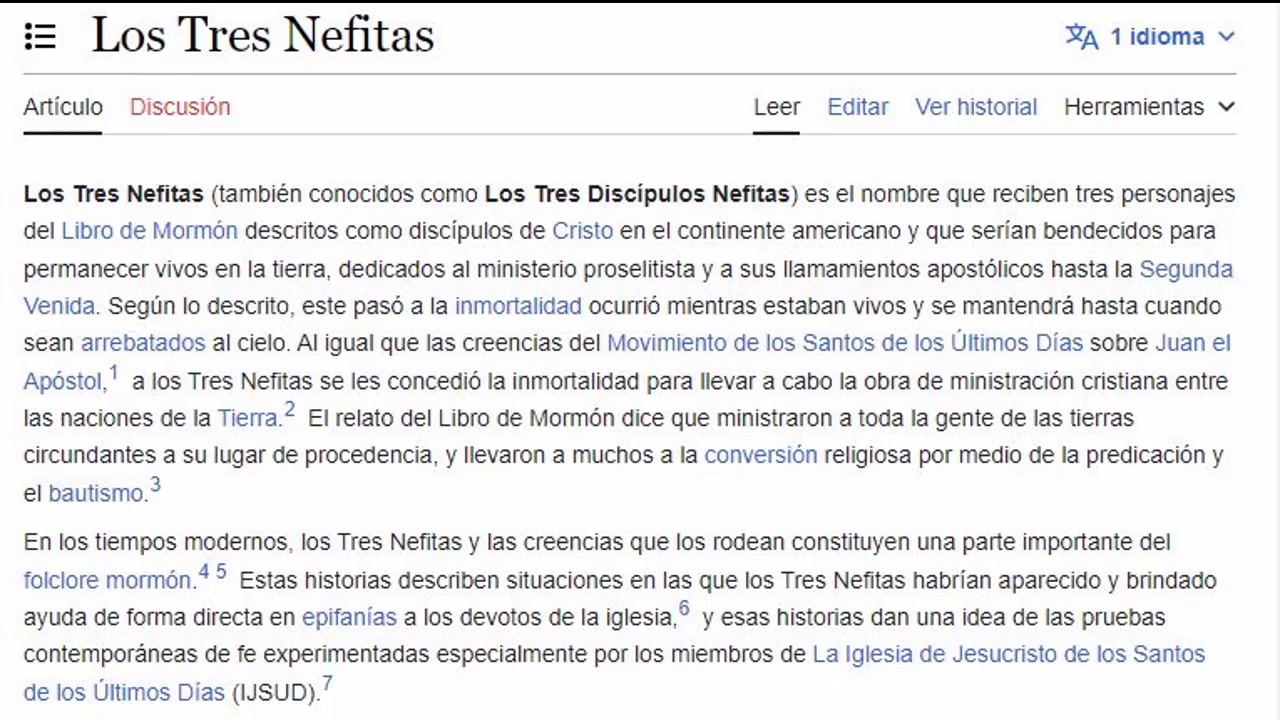 Los Tres Nefitas
1 idioma
Artículo Discusión Leer Editar Ver historial Herramientas
Los Tres Nefitas (también conocidos como Los Tres Discípulos Nefitas) es el nombre que reciben tres personajes
del Libro de Mormón descritos como discípulos de Cristo en el continente americano y que serían bendecidos para
permanecer vivos en la tierra, dedicados al ministerio proselitista y a sus llamamientos apostólicos hasta la Segunda
Venida. Según lo descrito, este pasó a la inmortalidad ocurrió mientras estaban vivos y se mantendrá hasta cuando
sean arrebatados al cielo. Al igual que las creencias del Movimiento de los Santos de los Últimos Días sobre Juan el
Apóstol,1 a los Tres Nefitas se les concedió la inmortalidad para llevar a cabo la obra de ministración cristiana entre
las naciones de la Tierra.2 El relato del Libro de Mormón dice que ministraron a toda la gente de las tierras
circundantes a su lugar de procedencia, y llevaron a muchos a la conversión religiosa por medio de la predicación y
el bautismo.3
En los tiempos modernos, los Tres Nefitas y las creencias que los rodean constituyen una parte importante del
folclore mormón.4 5 Estas historias describen situaciones en las que los Tres Nefitas habrían aparecido y brindado
ayuda de forma directa en epifanías a los devotos de la iglesia,6 y esas historias dan una idea de las pruebas
contemporáneas de fe experimentadas especialmente por los miembros de La Iglesia de Jesucristo de los Santos
de los Últimos Días (IJSUD).7